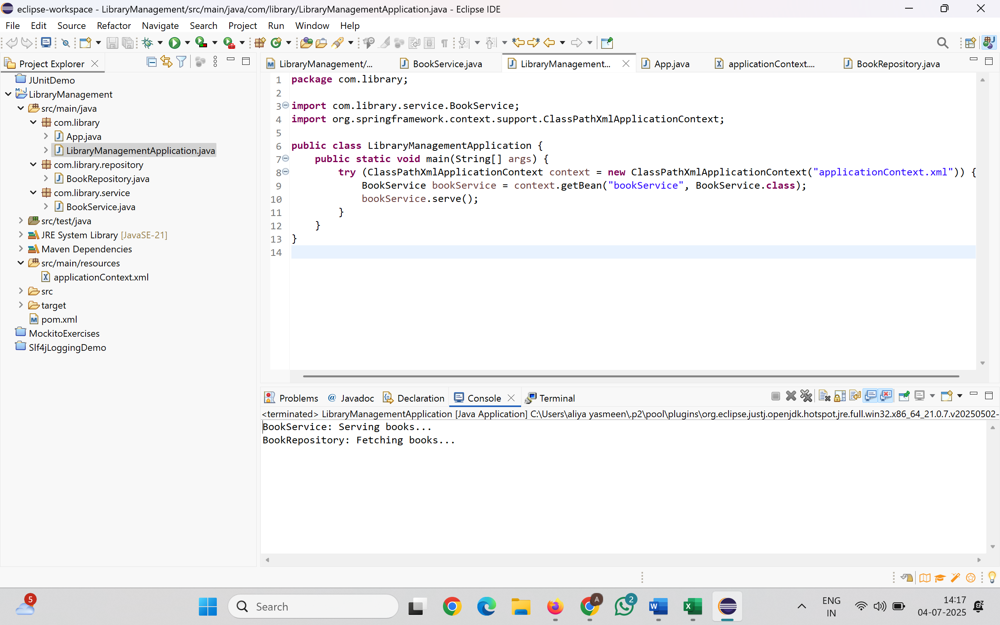 eclipse-workspace - LibraryManagement/src/main/java/com/library/LibraryManagementApplication.java - Eclipse IDE
File Edit Source Refactor Navigate Search Project Run Window Help
Project Explorer
JUnitDemo
LibraryManagement
src/main/java
com.library
App.java
LibraryManagementApplication.java
com.library.repository
BookRepository.java
com.library.service
BookService.java
src/test/java
JRE System Library [JavaSE-21]
Maven Dependencies
src/main/resources
applicationContext.xml
src
target
pom.xml
MockitoExercises
Slf4jLoggingDemo
LibraryManagement/... BookService.java LibraryManagement... App.java applicationContext.... BookRepository.java
1 package com.library;
2
3 import com.library.service.BookService;
4 import org.springframework.context.support.ClassPathXmlApplicationContext;
5
6 public class LibraryManagementApplication {
7 public static void main(String[] args) {
8 try (ClassPathXmlApplicationContext context = new ClassPathXmlApplicationContext("applicationContext.xml")) {
9 BookService bookService = context.getBean("bookService", BookService.class);
10 bookService.serve();
11 }
12 }
13 }
14
Problems @ Javadoc Declaration Console Terminal
<terminated> LibraryManagementApplication [Java Application] C:\Users\aliya yasmeen\.p2\pool\plugins\org.eclipse.justj.openjdk.hotspot.jre.full.win32.x86_64_21.0.7.v20250502-
BookService: Serving books...
BookRepository: Fetching books...
5
Search
A
2
ENG
IN
14:17
04-07-2025